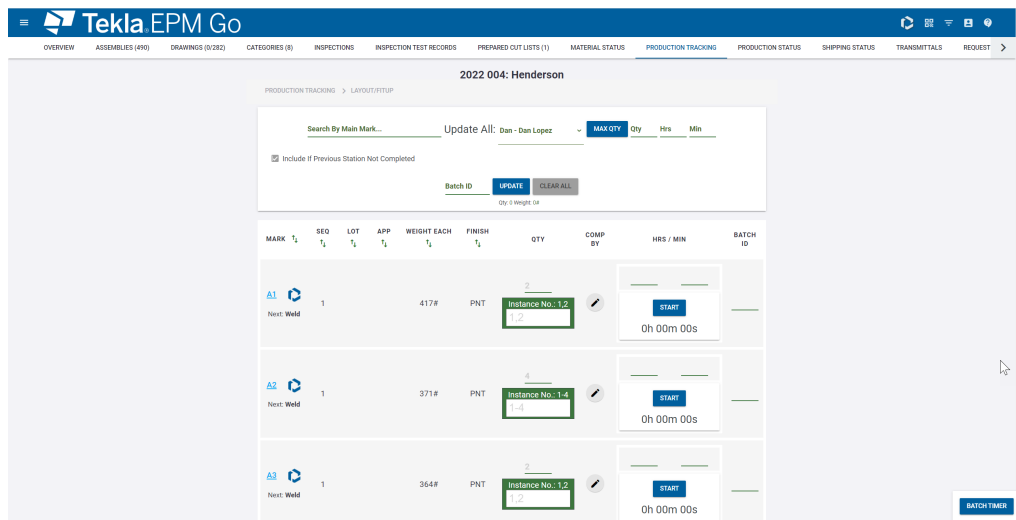 Tekla EPM Go
OVERVIEW ASSEMBLIES (490) DRAWINGS (0/282) CATEGORIES (8) INSPECTIONS INSPECTION TEST RECORDS PREPARED CUT LISTS (1) MATERIAL STATUS PRODUCTION TRACKING PRODUCTION STATUS SHIPPING STATUS TRANSMITTALS REQUEST
2022 004: Henderson
PRODUCTION TRACKING > LAYOUT/FITUP
Search By Main Mark... Update All: Dan - Dan Lopez MAX QTY Qty Hrs Min
Include If Previous Station Not Completed
Batch ID UPDATE CLEAR ALL
Qty: 0 Weight: 0#
MARK SEQ LOT APP WEIGHT EACH FINISH QTY COMP BY HRS / MIN BATCH ID
2
A1 1 417# PNT Instance No.: 1,2 START
1,2
Next: Weld
0h 00m 00s
4
A2 1 371# PNT Instance No.: 1-4 START
1-4
Next: Weld
0h 00m 00s
2
A3 1 364# PNT Instance No.: 1,2 START
1,2
Next: Weld
0h 00m 00s
BATCH TIMER